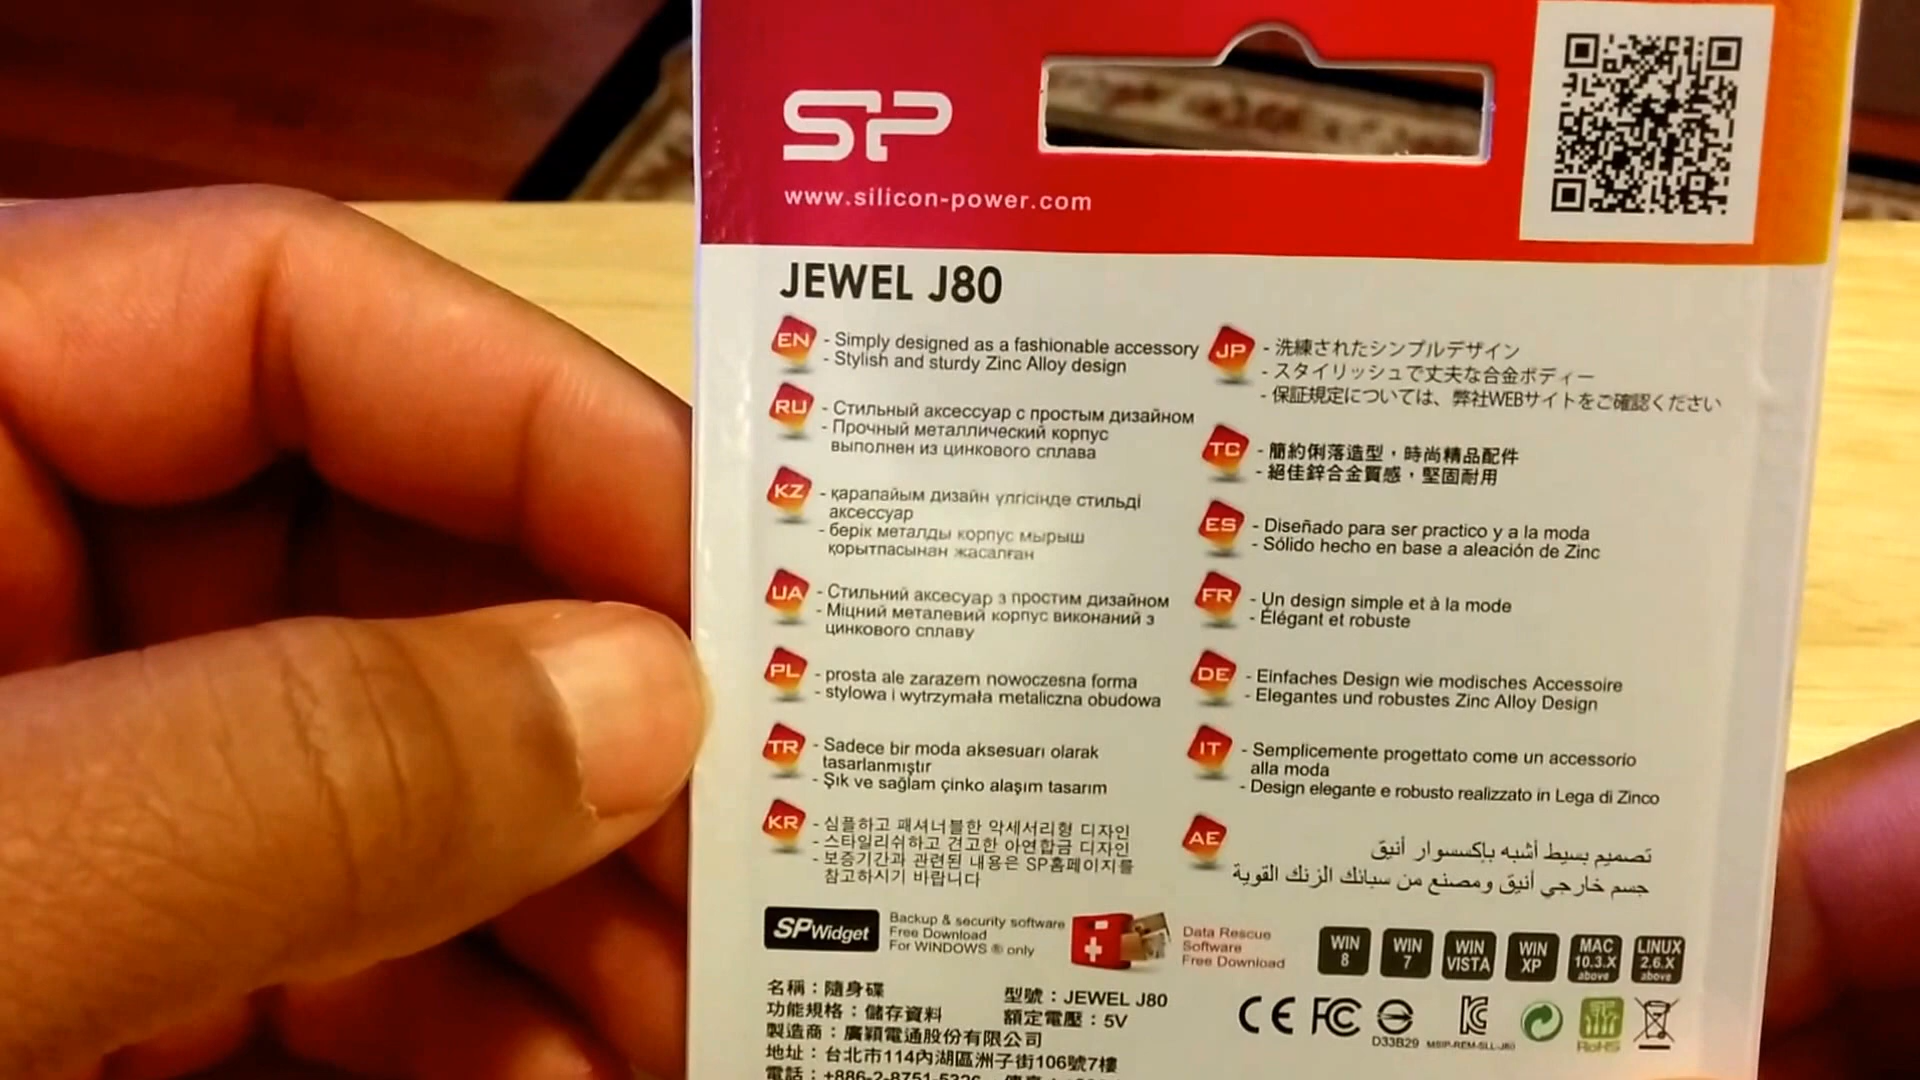 SP
www.silicon-power.com
JEWEL J80
EN
- Simply designed as a fashionable accessory
- Stylish and sturdy Zinc Alloy design
RU
- Стильный аксессуар с простым дизайном
- Прочный металлический корпус
выполнен из цинкового сплава
KZ
- қарапайым дизайн үлгісінде стильді
аксессуар
- берік металды корпус мырыш
қорытпасынан жасалған
UA
- Стильний аксесуар з простим дизайном
- Міцний металевий корпус виконаний з
цинкового сплаву
PL
- prosta ale zarazem nowoczesna forma
- stylowa i wytrzymała metaliczna obudowa
TR
- Sadece bir moda aksesuarı olarak
tasarlanmıştır
- Şık ve sağlam çinko alaşım tasarım
KR
- 심플하고 패셔너블한 악세서리형 디자인
- 스타일리쉬하고 견고한 아연합금 디자인
- 보증기간과 관련된 내용은 SP홈페이지를
참고하시기 바랍니다
JP
- 洗練されたシンプルデザイン
- スタイリッシュで丈夫な合金ボディー
- 保証規定については、弊社WEBサイトをご確認ください
TC
- 簡約俐落造型，時尚精品配件
- 絕佳鋅合金質感，堅固耐用
ES
- Diseñado para ser practico y a la moda
- Sólido hecho en base a aleación de Zinc
FR
- Un design simple et à la mode
- Élégant et robuste
DE
- Einfaches Design wie modisches Accessoire
- Elegantes und robustes Zinc Alloy Design
IT
- Semplicemente progettato come un accessorio
alla moda
- Design elegante e robusto realizzato in Lega di Zinco
AE
تصميم بسيط أشبه بإكسسوار أنيق
جسم خارجي أنيق ومصنع من سبائك الزنك القوية
SP Widget
Backup & security software
Free Download
For WINDOWS ® only
Data Rescue
Software
Free Download
WIN 8
WIN 7
WIN VISTA
WIN XP
MAC 10.3.X above
LINUX 2.6.X above
CE FC
D33B29
MSIP-REM-SLL-J80
RoHS
名稱：隨身碟
型號：JEWEL J80
功能規格：儲存資料
額定電壓：5V
製造商：廣穎電通股份有限公司
地址：台北市114內湖區洲子街106號7樓
電話：+886-2-8751-5326